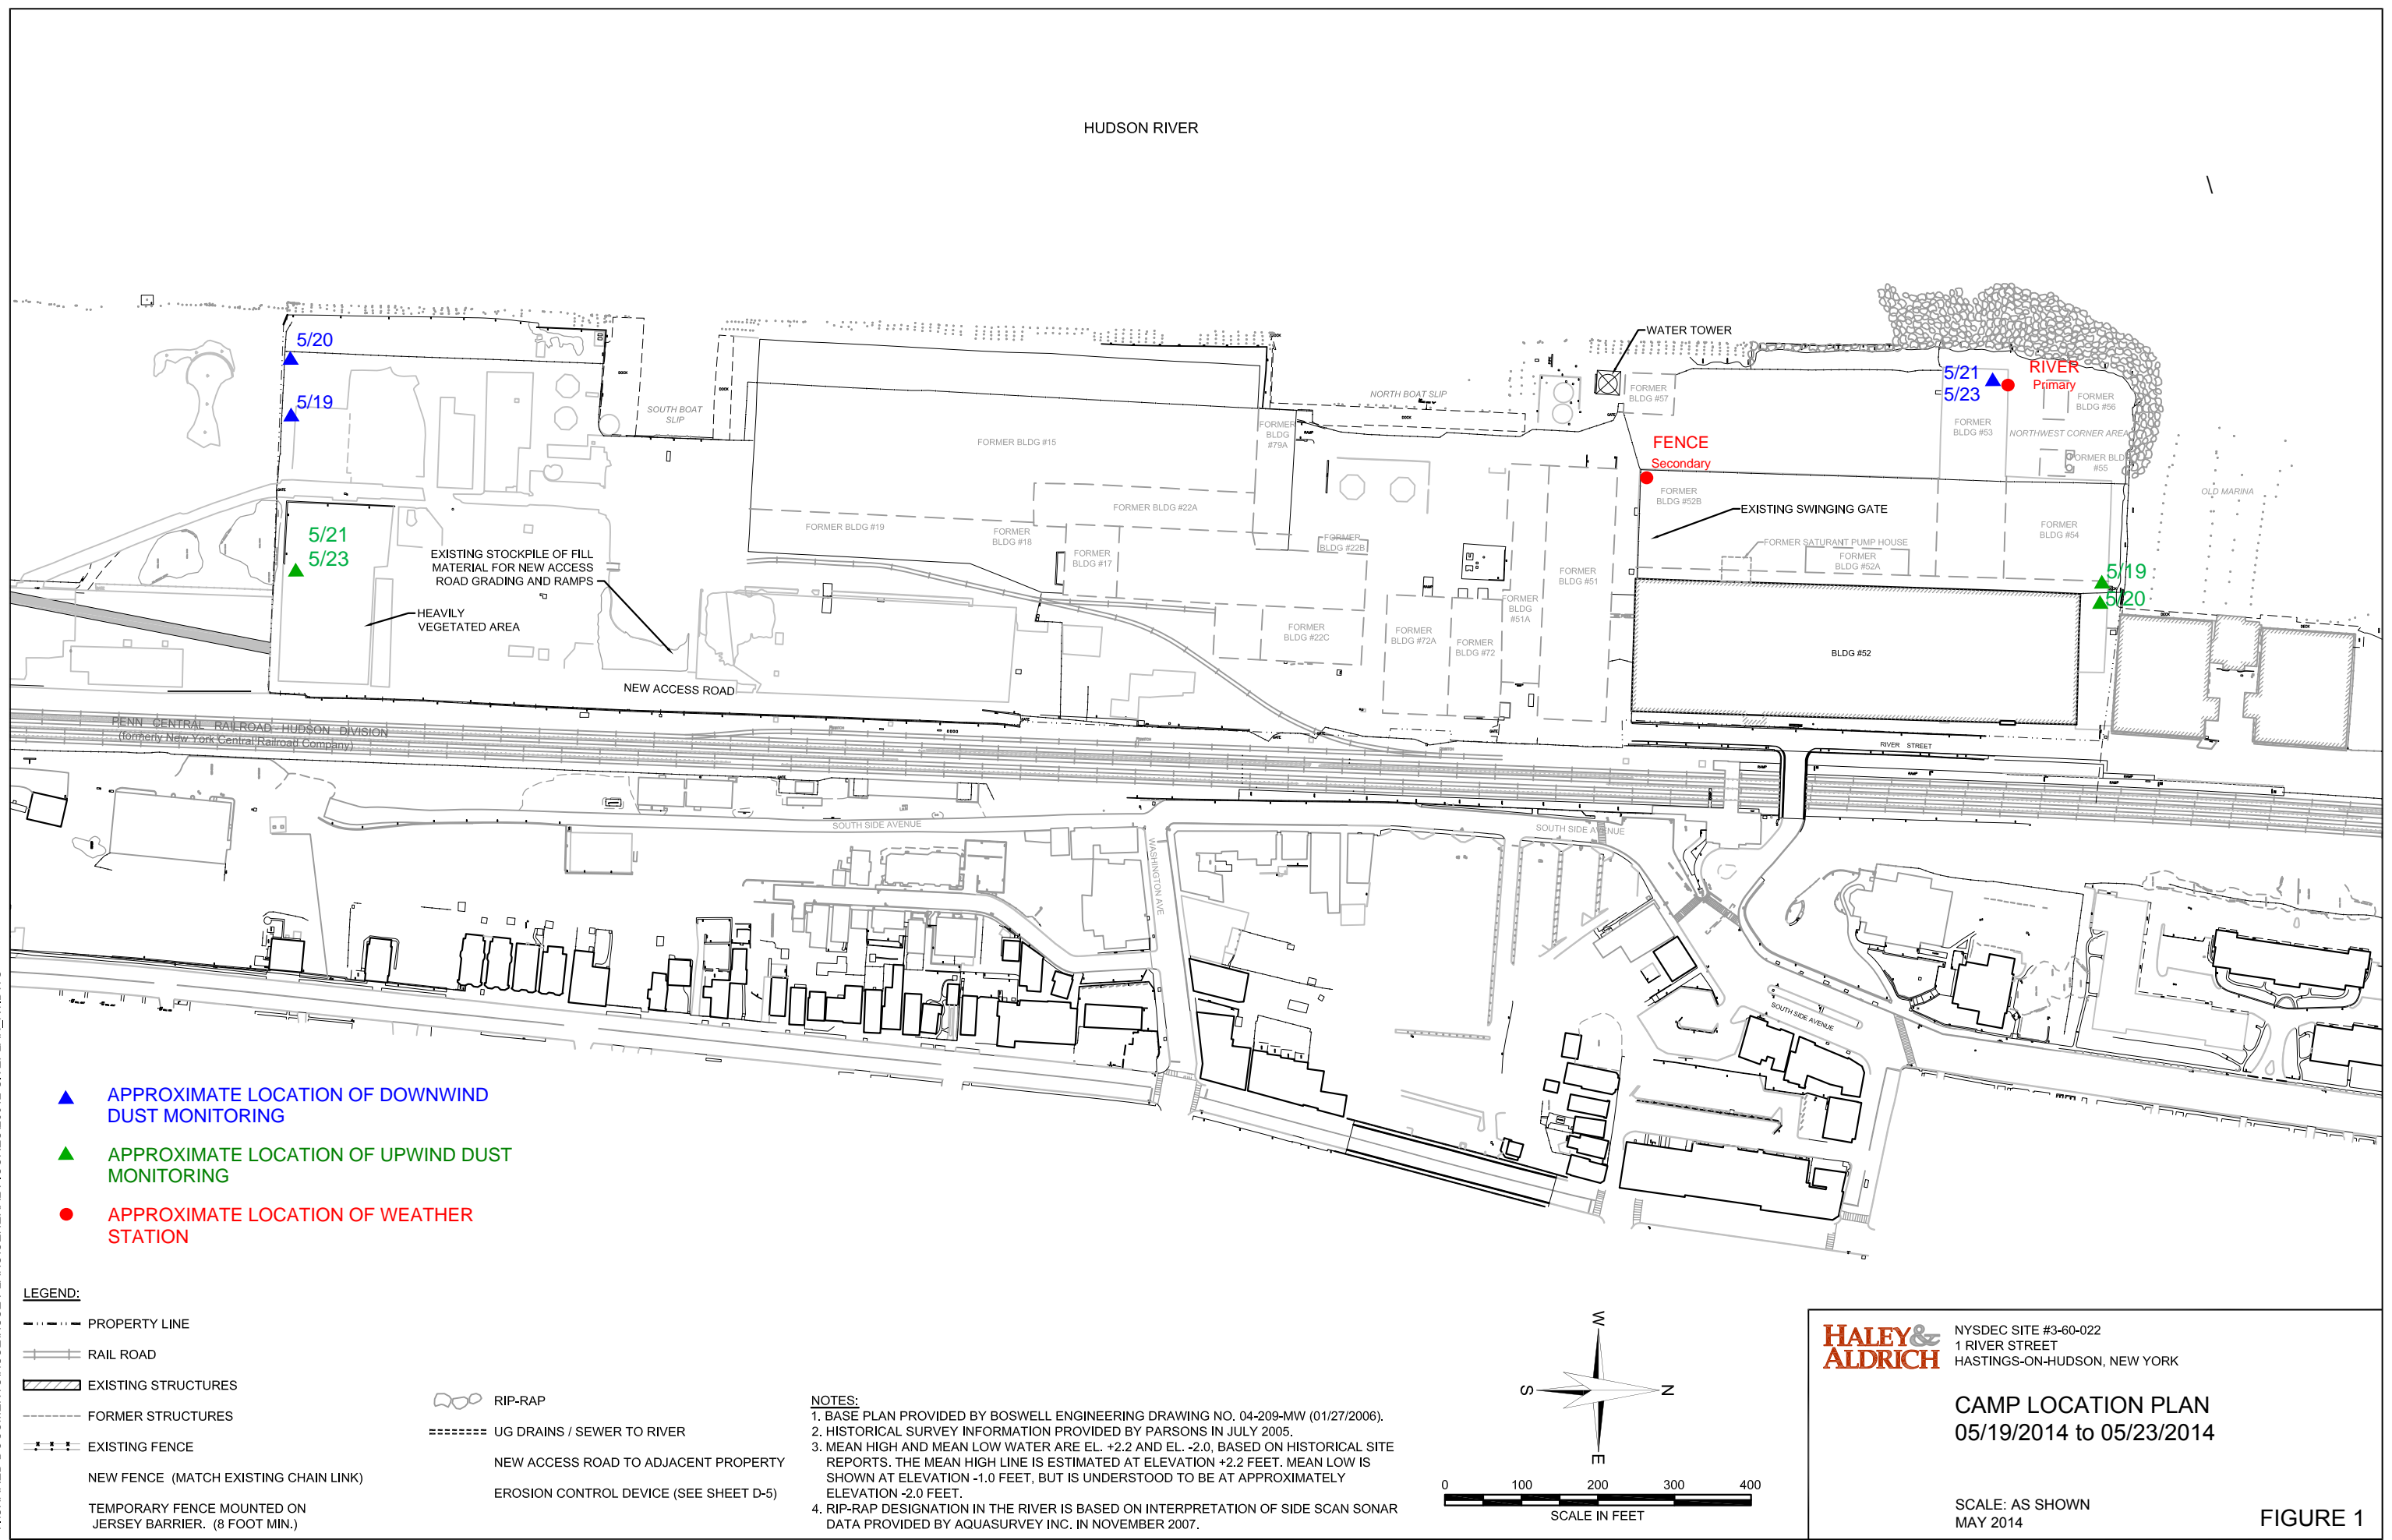 HUDSON RIVER
\
WATER TOWER
5/20
5/19
SOUTH BOAT
SLIP
DOCK
DOCK
DOCK
NORTH BOAT SLIP
DOCK
FORMER
BLDG #57
5/21
5/23
RIVER
Primary
FORMER
BLDG #56
FORMER
BLDG #53
NORTHWEST CORNER AREA
FORMER BLD
#55
OLD MARINA
FENCE
Secondary
FORMER BLDG #15
FORMER
BLDG
#79A
RAMP
GATE
FORMER
BLDG #52B
EXISTING SWINGING GATE
FORMER
BLDG #54
FORMER BLDG #22A
FORMER BLDG #19
FORMER
BLDG #18
FORMER
BLDG #17
FORMER
BLDG #22B
FORMER SATURANT PUMP HOUSE
FORMER
BLDG #52A
5/21
5/23
EXISTING STOCKPILE OF FILL
MATERIAL FOR NEW ACCESS
ROAD GRADING AND RAMPS
HEAVILY
VEGETATED AREA
FORMER
BLDG #51
FORMER
BLDG
#51A
5/19
5/20
FORMER
BLDG #22C
FORMER
BLDG #72A
FORMER
BLDG #72
BLDG #52
DECK
NEW ACCESS ROAD
PENN CENTRAL RAILROAD - HUDSON DIVISION
(formerly New York Central Railroad Company)
RIVER STREET
SOUTH SIDE AVENUE
SOUTH SIDE AVENUE
WASHINGTON AVE
SOUTH SIDE AVENUE
APPROXIMATE LOCATION OF DOWNWIND
DUST MONITORING
APPROXIMATE LOCATION OF UPWIND DUST
MONITORING
APPROXIMATE LOCATION OF WEATHER
STATION
LEGEND:
PROPERTY LINE
RAIL ROAD
EXISTING STRUCTURES
FORMER STRUCTURES
EXISTING FENCE
NEW FENCE (MATCH EXISTING CHAIN LINK)
TEMPORARY FENCE MOUNTED ON
JERSEY BARRIER. (8 FOOT MIN.)
RIP-RAP
UG DRAINS / SEWER TO RIVER
NEW ACCESS ROAD TO ADJACENT PROPERTY
EROSION CONTROL DEVICE (SEE SHEET D-5)
NOTES:
1. BASE PLAN PROVIDED BY BOSWELL ENGINEERING DRAWING NO. 04-209-MW (01/27/2006).
2. HISTORICAL SURVEY INFORMATION PROVIDED BY PARSONS IN JULY 2005.
3. MEAN HIGH AND MEAN LOW WATER ARE EL. +2.2 AND EL. -2.0, BASED ON HISTORICAL SITE
REPORTS. THE MEAN HIGH LINE IS ESTIMATED AT ELEVATION +2.2 FEET. MEAN LOW IS
SHOWN AT ELEVATION -1.0 FEET, BUT IS UNDERSTOOD TO BE AT APPROXIMATELY
ELEVATION -2.0 FEET.
4. RIP-RAP DESIGNATION IN THE RIVER IS BASED ON INTERPRETATION OF SIDE SCAN SONAR
DATA PROVIDED BY AQUASURVEY INC. IN NOVEMBER 2007.
W
S
N
E
0 100 200 300 400
SCALE IN FEET
HALEY&
ALDRICH
NYSDEC SITE #3-60-022
1 RIVER STREET
HASTINGS-ON-HUDSON, NEW YORK
CAMP LOCATION PLAN
05/19/2014 to 05/23/2014
SCALE: AS SHOWN
MAY 2014
FIGURE 1